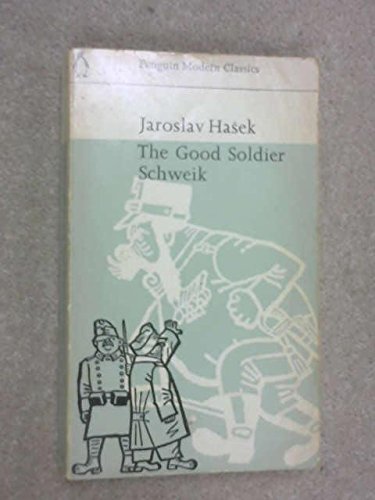 Penguin Modern Classics
Jaroslav Hašek
The Good Soldier
Schweik